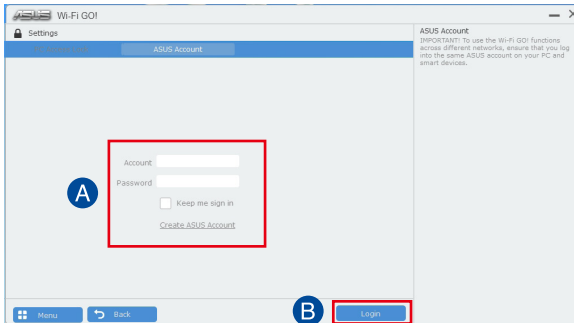 ASUS Wi-Fi GO!
Settings
ASUS Account
Account
Password
Keep me sign in
Create ASUS Account
A
Menu
Back
B
Login
ASUS Account
IMPORTANT! To use the Wi-Fi GO! functions
across different networks, ensure that you log
into the same ASUS account on your PC and
smart devices.